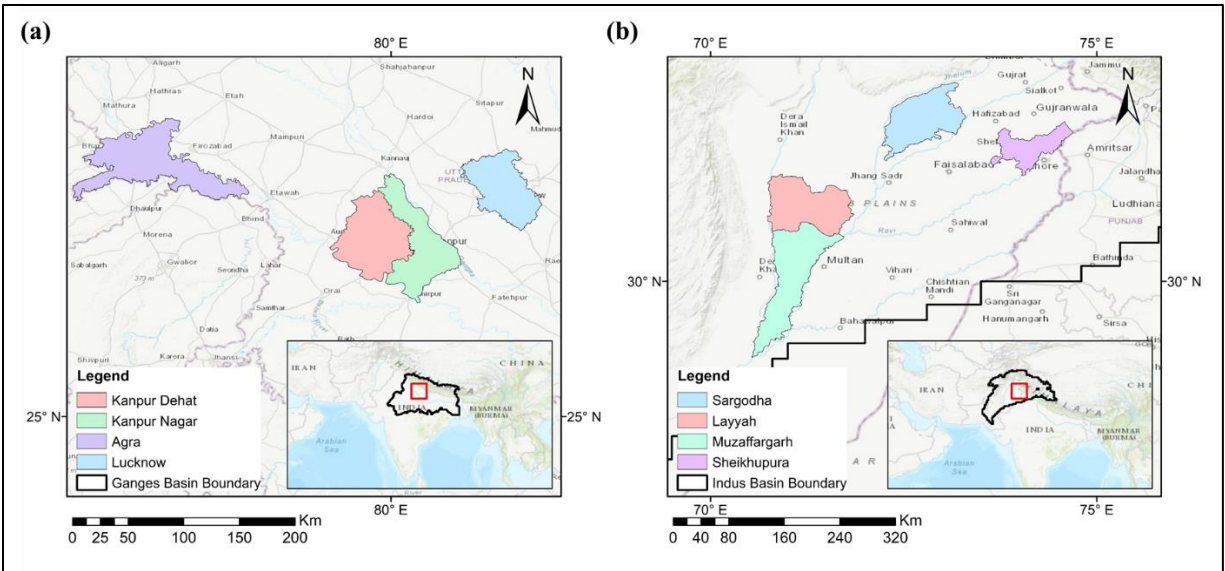 (a)
80° E
Aligarh
Hathras
Etah
Mathura
Shahjahanpur
N
Sitapur
Hardoi
Mainpuri
Firozabad
Kannauj
Etawah
Dhaulpur
Bhind
Morena
Sabalgarh
373 m
Gwalior
Seondha
Lahar
Orai
Fatehpur
Samthar
Datia
Shivpuri
Karera
Jhansi
Rath
25° N
25° N
Legend
Kanpur Dehat
Kanpur Nagar
Agra
Lucknow
Ganges Basin Boundary
IRAN
CHINA
INDIA
MYANMAR
(BURMA)
Arabian
Sea
80° E
Km
0 25 50 100 150 200
(b)
70° E
75° E
Jammu
Gujrat
Sialkot
N
Jhelum
Dera
Ismail
Khan
Hafizabad
Gujranwala
Faisalabad
Amritsar
Jhang Sadr
Jalandhar
Ludhiana
PLAINS
PUNJAB
Ravi
Sahiwal
Multan
Vihari
Bathinda
30° N
30° N
Chishtian
Mandi
Sri
Ganganagar
Hanumangarh
Sirsa
Bahawalpur
Legend
Sargodha
Layyah
Muzaffargarh
Sheikhupura
Indus Basin Boundary
IRAN
INDIA
MYANMAR
(BURMA)
Arabian
Sea
70° E
75° E
Km
0 40 80 160 240 320